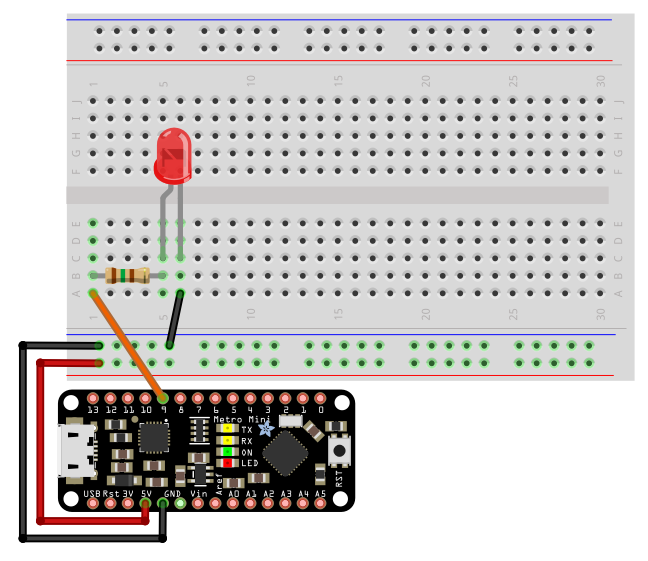 1 5 10 15 20 25 30
J J
I I
H H
G G
F F
E E
D D
C C
B B
A A
1 5 10 15 20 25 30
13 12 11 10 9 8 7 6 5 4 3 2 1 0
Metro Mini
TX
RX
ON
LED
RST
Aref
USB Rst 3V 5V GND Vin A0 A1 A2 A3 A4 A5